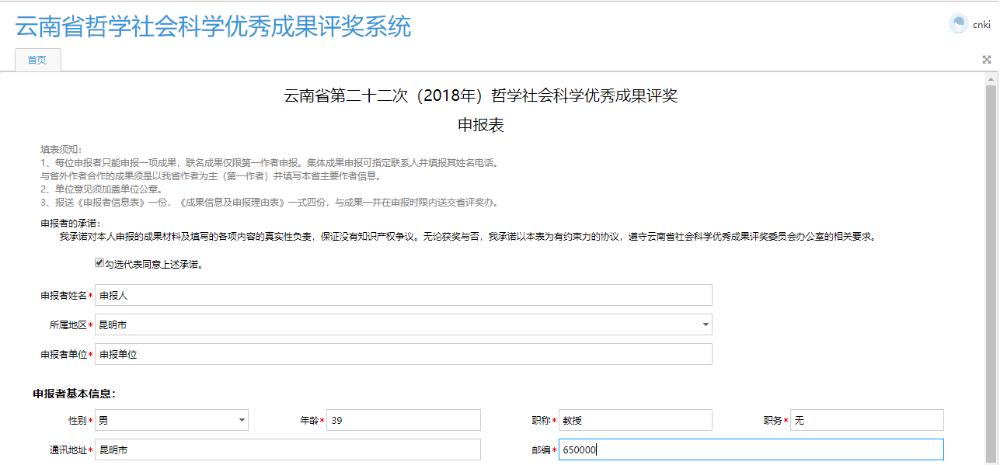 云南省哲学社会科学优秀成果评奖系统
cnki
首页
云南省第二十二次（2018年）哲学社会科学优秀成果评奖
申报表
填表须知：
1、每位申报者只能申报一项成果，联名成果仅限第一作者申报。集体成果申报可指定联系人并填报其姓名电话。
与省外作者合作的成果须是以我省作者为主（第一作者）并填写本省主要作者信息。
2、单位意见须加盖单位公章。
3、报送《申报者信息表》一份，《成果信息及申报理由表》一式四份，与成果一并在申报时限内送交省评奖办。
申报者的承诺：
我承诺对本人申报的成果材料及填写的各项内容的真实性负责，保证没有知识产权争议。无论获奖与否，我承诺以本表为有约束力的协议，遵守云南省社会科学优秀成果评奖委员会办公室的相关要求。
勾选代表同意上述承诺。
申报者姓名* 申报人
所属地区* 昆明市
申报者单位* 申报单位
申报者基本信息：
性别* 男 年龄* 39 职称* 教授 职务* 无
通讯地址* 昆明市 邮编* 650000